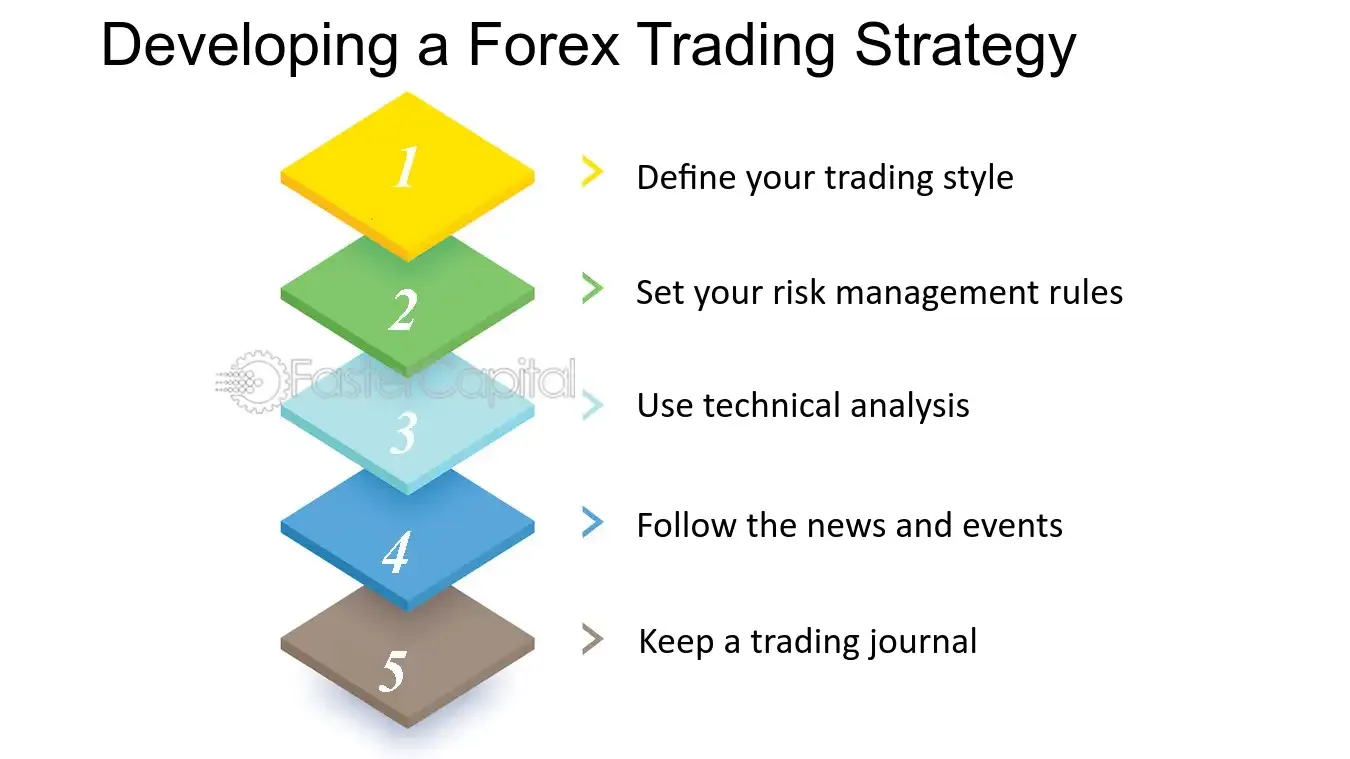 Developing a Forex Trading Strategy
1
Define your trading style
2
Set your risk management rules
FasterCapital
3
Use technical analysis
4
Follow the news and events
5
Keep a trading journal